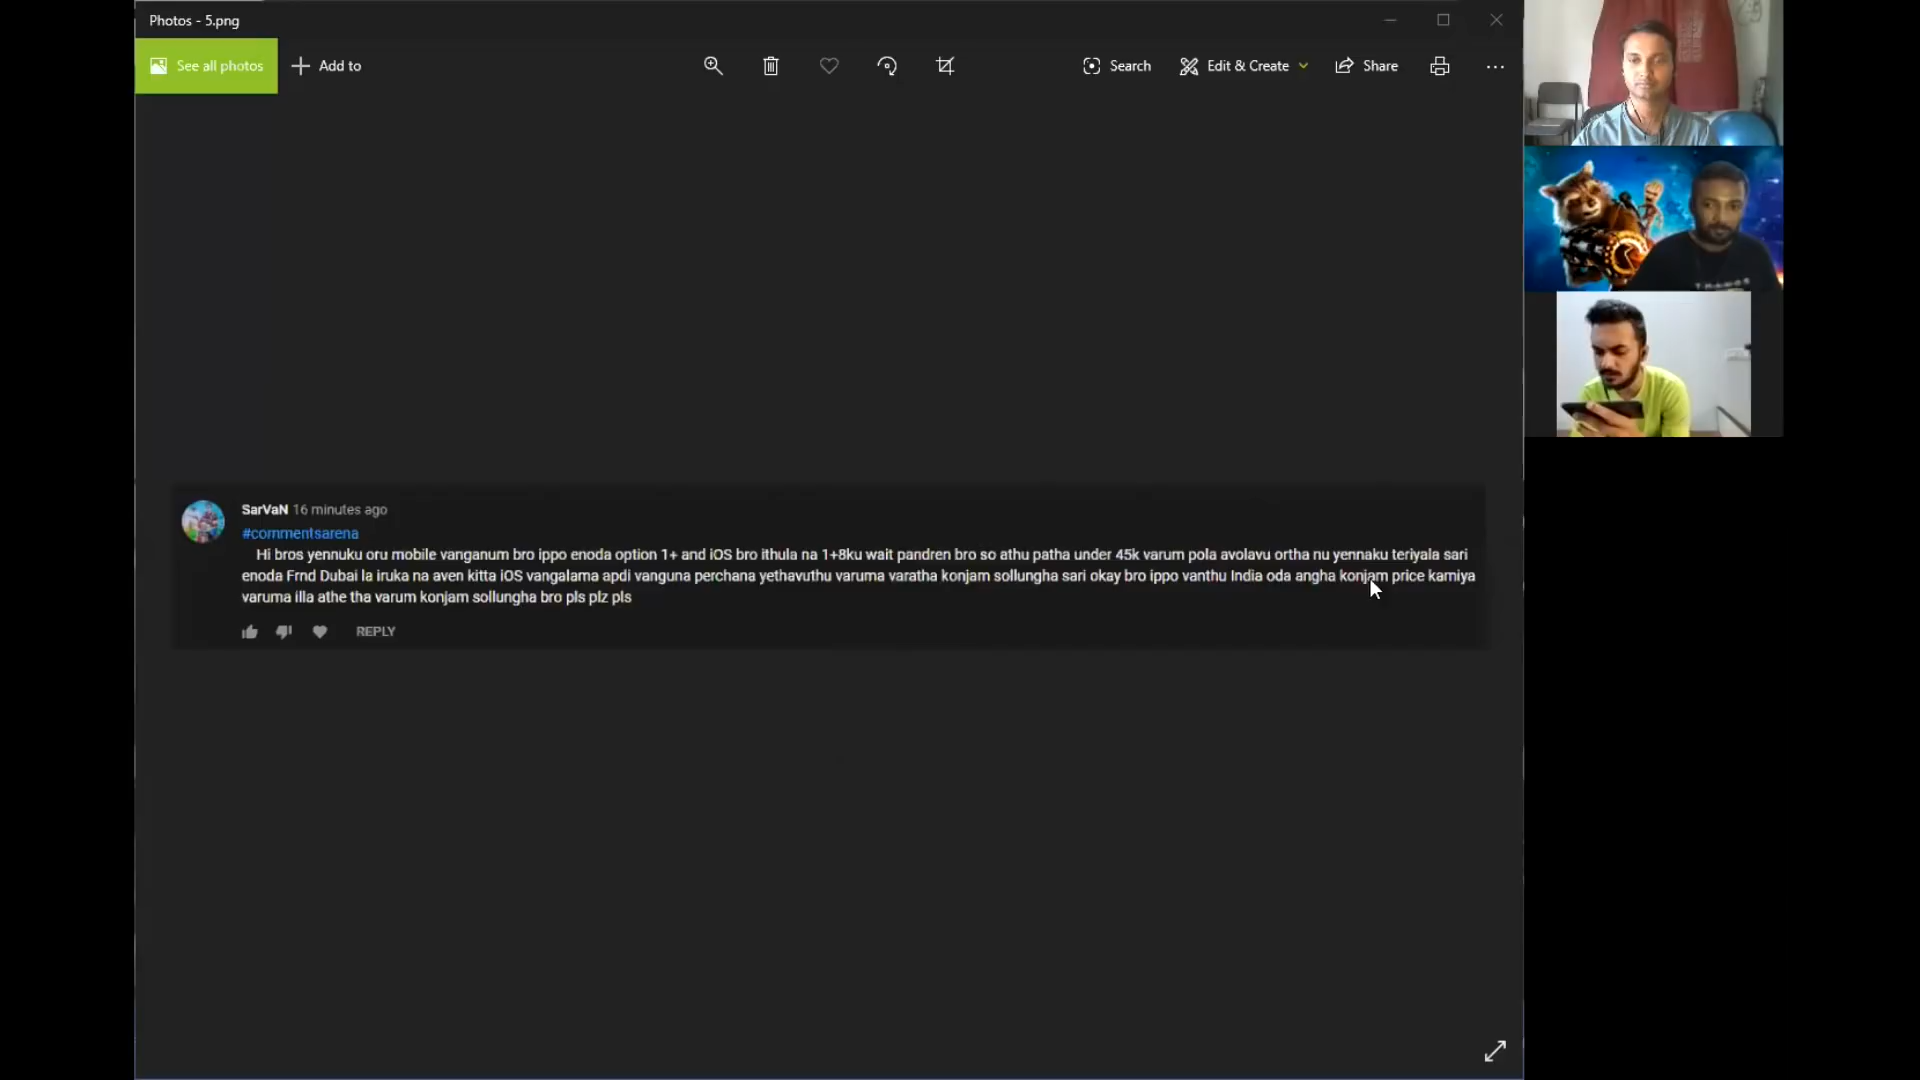 Photos - 5.png
See all photos
Add to
Search
Edit & Create
Share
SarVaN 16 minutes ago
#commentsarena
Hi bros yennuku oru mobile vanganum bro ippo enoda option 1+ and iOS bro ithula na 1+8ku wait pandren bro so athu patha under 45k varum pola avolavu ortha nu yennaku teriyala sari
enoda Frnd Dubai la iruka na aven kitta iOS vangalama apdi vanguna perchana yethavuthu varuma varatha konjam sollungha sari okay bro ippo vanthu India oda angha konjam price kamiya
varuma illa athe tha varum konjam sollungha bro pls plz pls
REPLY